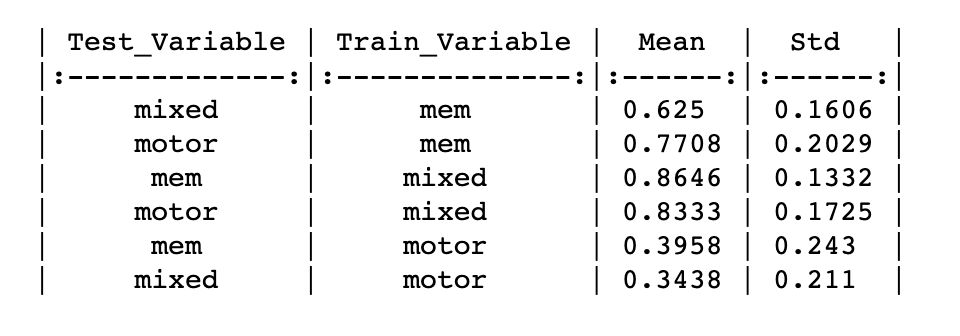 | Test_Variable | Train_Variable | Mean | Std |
|:-------------:|:--------------:|:------:|:------:|
| mixed | mem | 0.625 | 0.1606 |
| motor | mem | 0.7708 | 0.2029 |
| mem | mixed | 0.8646 | 0.1332 |
| motor | mixed | 0.8333 | 0.1725 |
| mem | motor | 0.3958 | 0.243 |
| mixed | motor | 0.3438 | 0.211 |